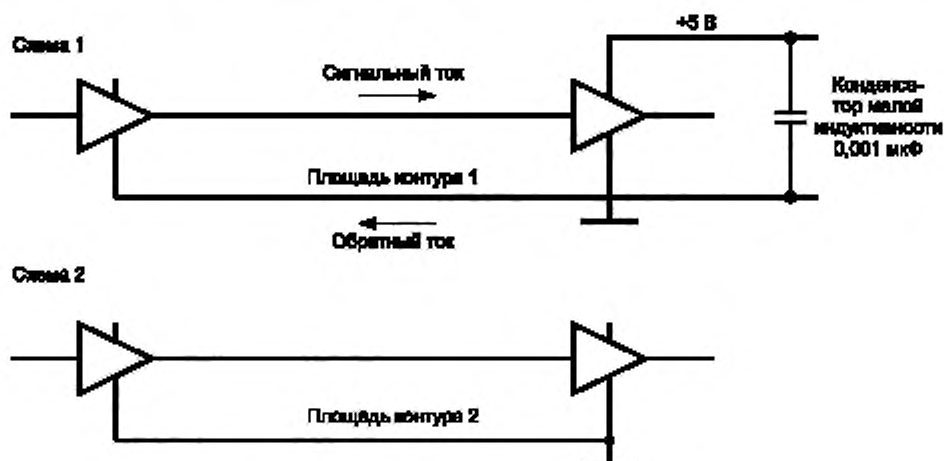 Схема 1
+5 В
Сигнальный ток
Конденса-
тор малой
индуктивности
0,001 мкФ
Площадь контура 1
Обратный ток
Схема 2
Площадь контура 2